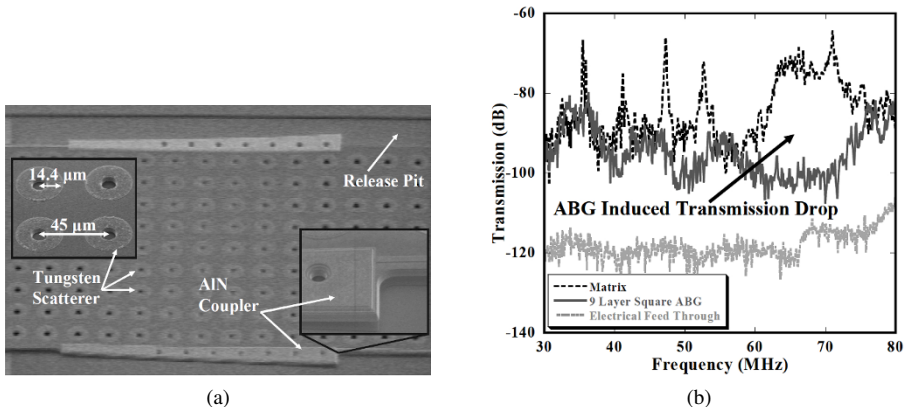 14.4 µm
45 µm
Tungsten
Scatterer
AlN
Coupler
Release Pit
(a)
-60
-80
-100
-120
-140
Transmission (dB)
ABG Induced Transmission Drop
Matrix
9 Layer Square ABG
Electrical Feed Through
30 40 50 60 70 80
Frequency (MHz)
(b)